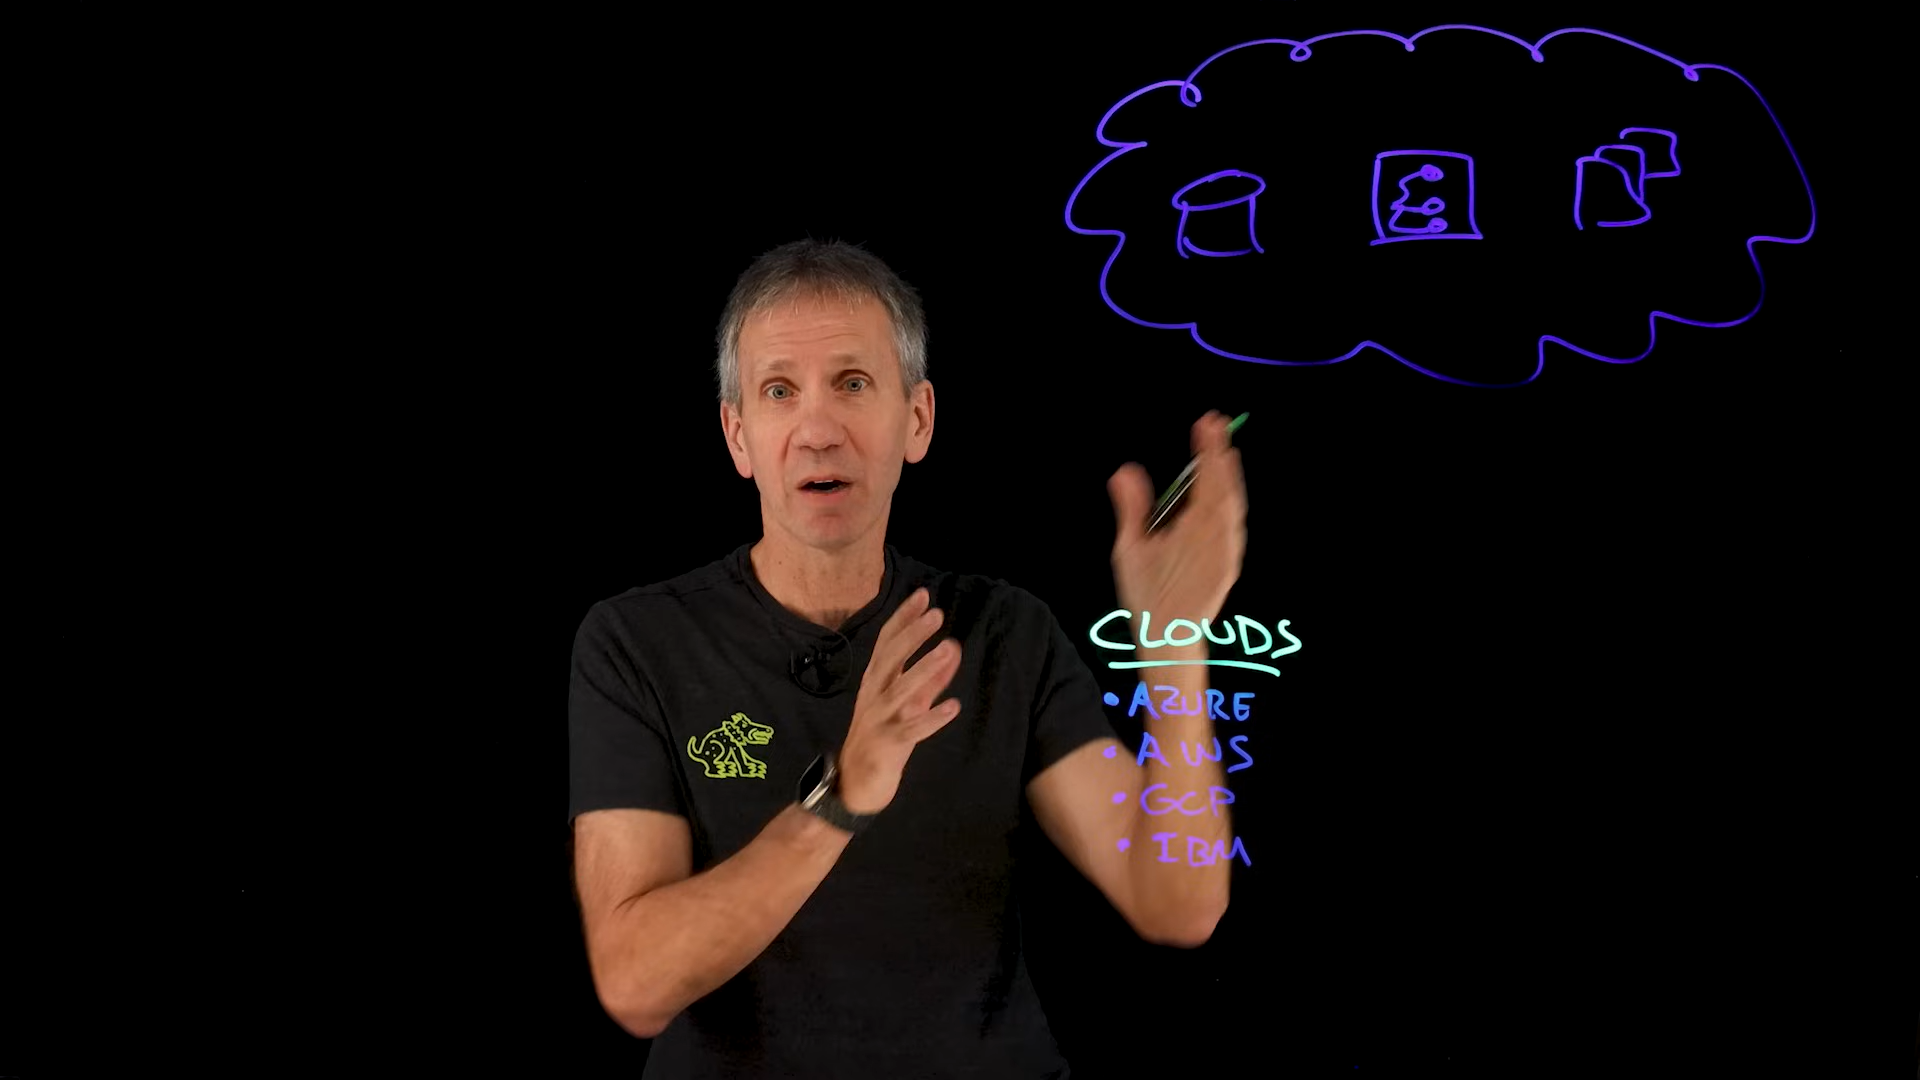 CLOUDS
• AZURE
• AWS
• GCP
• IBM